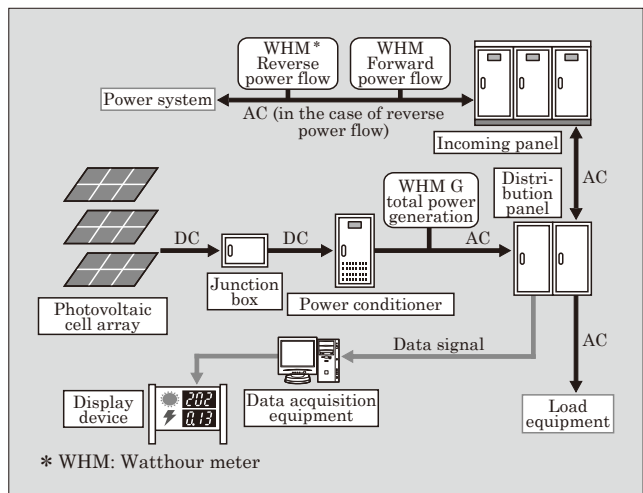 WHM *
Reverse
power flow
WHM
Forward
power flow
Power system
AC (in the case of reverse
power flow)
Incoming panel
Distri-
bution
panel
AC
WHM G
total power
generation
DC
DC
AC
Junction
box
Power conditioner
Photovoltaic
cell array
Data signal
AC
Display
device
20.2
0.13
Data acquisition
equipment
Load
equipment
* WHM: Watthour meter